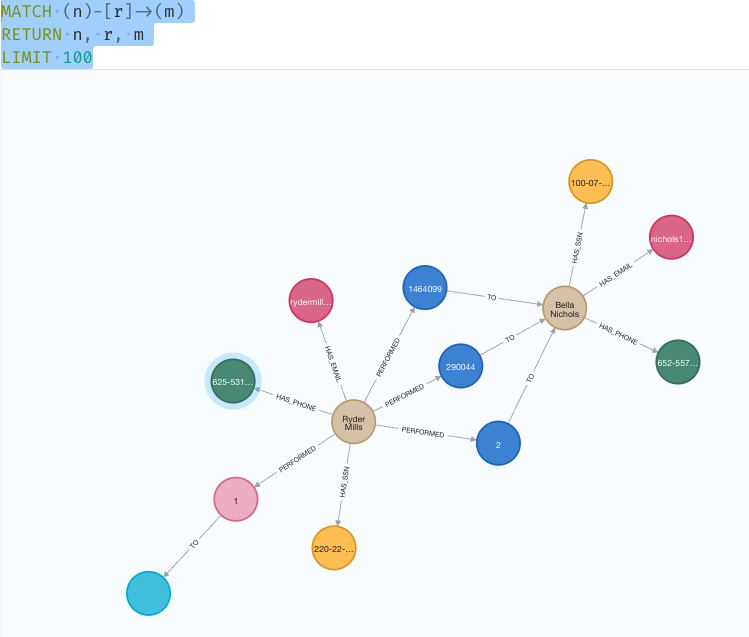 MATCH (n)-[r]->(m)
RETURN n, r, m
LIMIT 100
100-07-...
HAS_SSN
nichols1...
HAS_EMAIL
1464099
TO
Bella
Nichols
rydermill...
HAS_PHONE
TO
652-557...
HAS_EMAIL
PERFORMED
290044
625-531...
HAS_PHONE
PERFORMED
TO
Ryder
Mills
PERFORMED
2
PERFORMED
HAS_SSN
1
TO
220-22-...